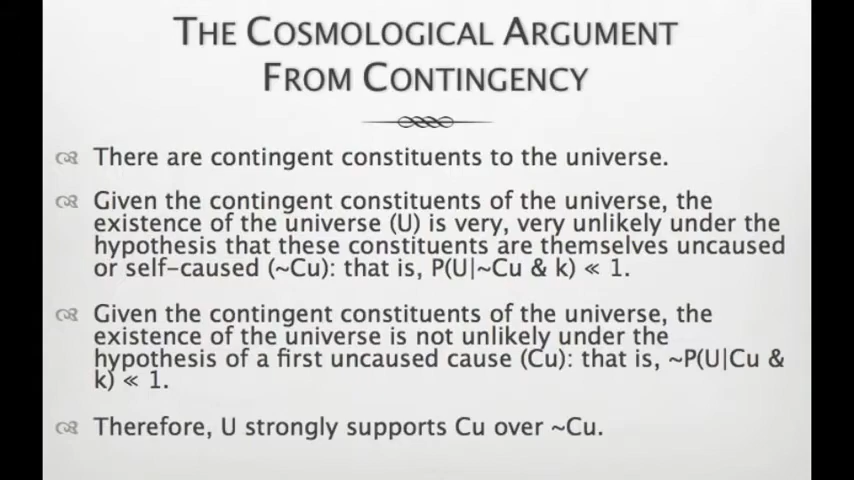 THE COSMOLOGICAL ARGUMENT
FROM CONTINGENCY
There are contingent constituents to the universe.
Given the contingent constituents of the universe, the
existence of the universe (U) is very, very unlikely under the
hypothesis that these constituents are themselves uncaused
or self-caused (~Cu): that is, P(U|~Cu & k) ≪ 1.
Given the contingent constituents of the universe, the
existence of the universe is not unlikely under the
hypothesis of a first uncaused cause (Cu): that is, ~P(U|Cu &
k) ≪ 1.
Therefore, U strongly supports Cu over ~Cu.